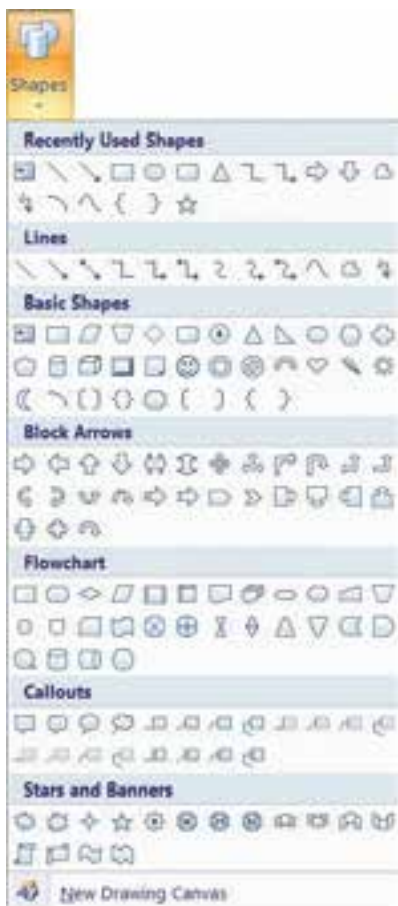 Shapes
Recently Used Shapes
Lines
Basic Shapes
Block Arrows
Flowchart
Callouts
Stars and Banners
New Drawing Canvas